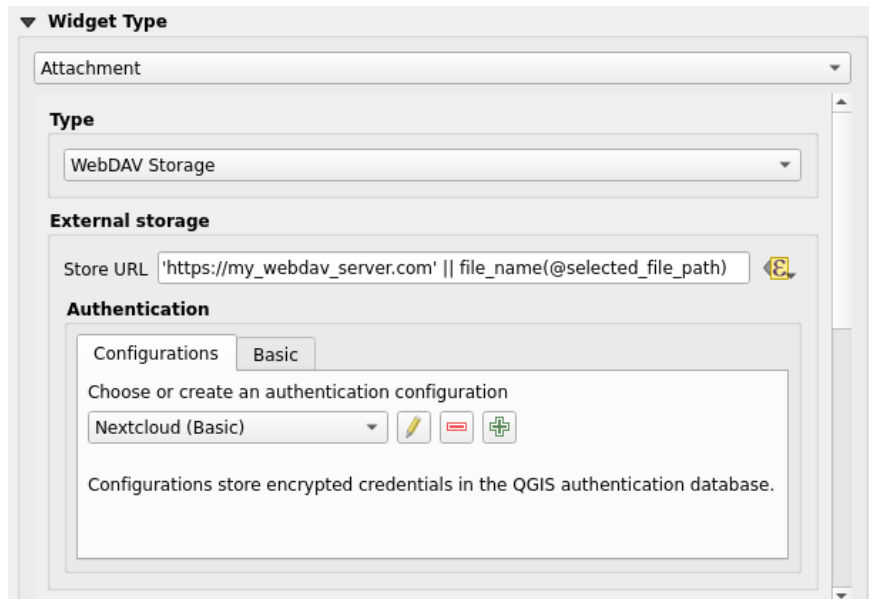 Widget Type
Attachment
Type
WebDAV Storage
External storage
Store URL 'https://my_webdav_server.com' || file_name(@selected_file_path)
Authentication
Configurations Basic
Choose or create an authentication configuration
Nextcloud (Basic)
Configurations store encrypted credentials in the QGIS authentication database.